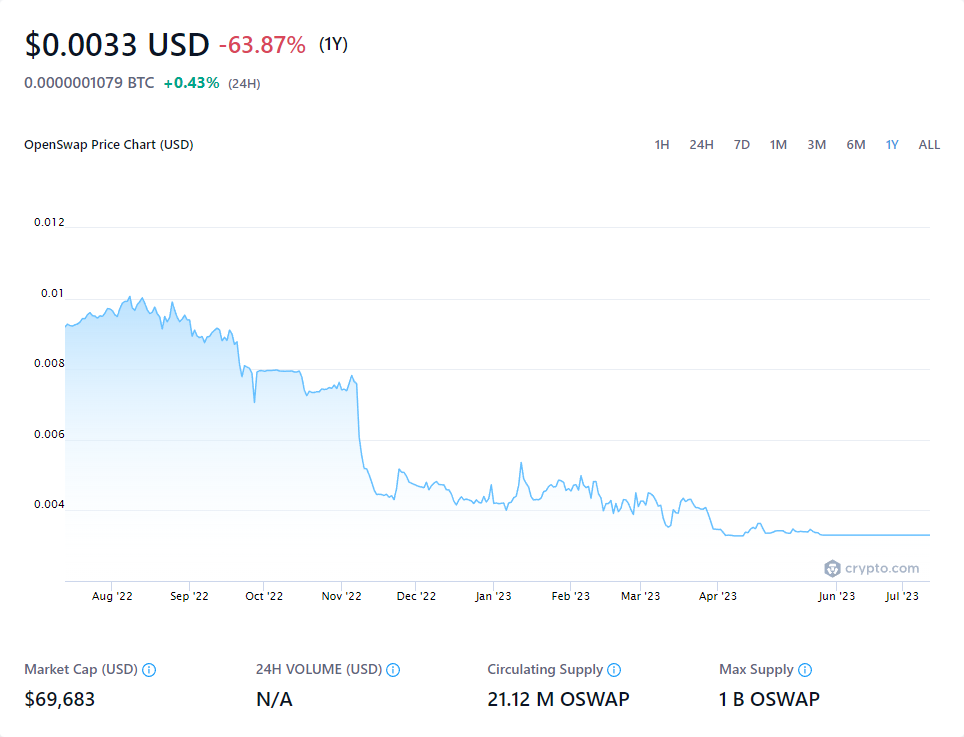 $0.0033 USD -63.87% (1Y)
0.0000001079 BTC +0.43% (24H)
OpenSwap Price Chart (USD) 1H 24H 7D 1M 3M 6M 1Y ALL
0.012
0.01
0.008
0.006
0.004
crypto.com
Aug '22 Sep '22 Oct '22 Nov '22 Dec '22 Jan '23 Feb '23 Mar '23 Apr '23 Jun '23 Jul '23
Market Cap (USD) 24H VOLUME (USD) Circulating Supply Max Supply
$69,683 N/A 21.12 M OSWAP 1 B OSWAP